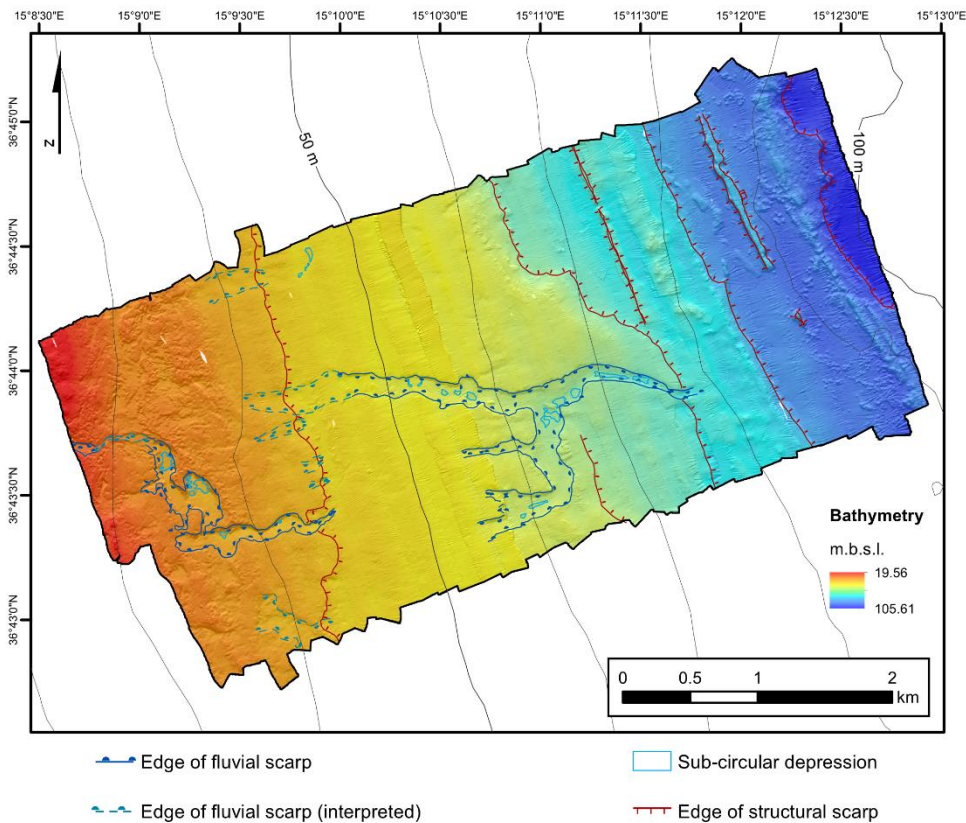 15°8'30"E 15°9'0"E 15°9'30"E 15°10'0"E 15°10'30"E 15°11'0"E 15°11'30"E 15°12'0"E 15°12'30"E 15°13'0"E
36°45'0"N
36°44'30"N
36°44'0"N
36°43'30"N
36°43'0"N
N
50 m
100 m
Bathymetry
m.b.s.l.
19.56
105.61
0 0.5 1 2
km
Edge of fluvial scarp
Sub-circular depression
Edge of fluvial scarp (interpreted)
Edge of structural scarp